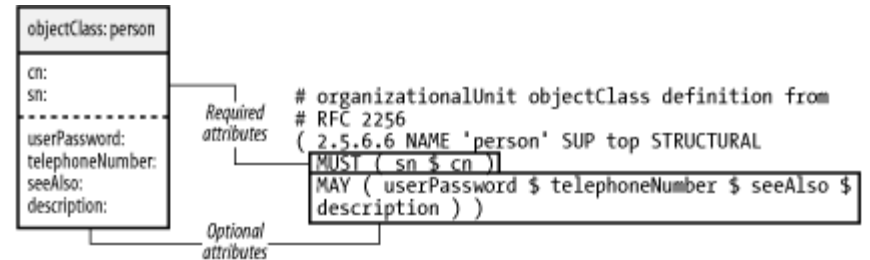 objectClass: person
cn:
sn:
userPassword:
telephoneNumber:
seeAlso:
description:
Required
attributes
Optional
attributes
# organizationalUnit objectClass definition from
# RFC 2256
( 2.5.6.6 NAME 'person' SUP top STRUCTURAL
MUST ( sn $ cn )
MAY ( userPassword $ telephoneNumber $ seeAlso $
description ) )